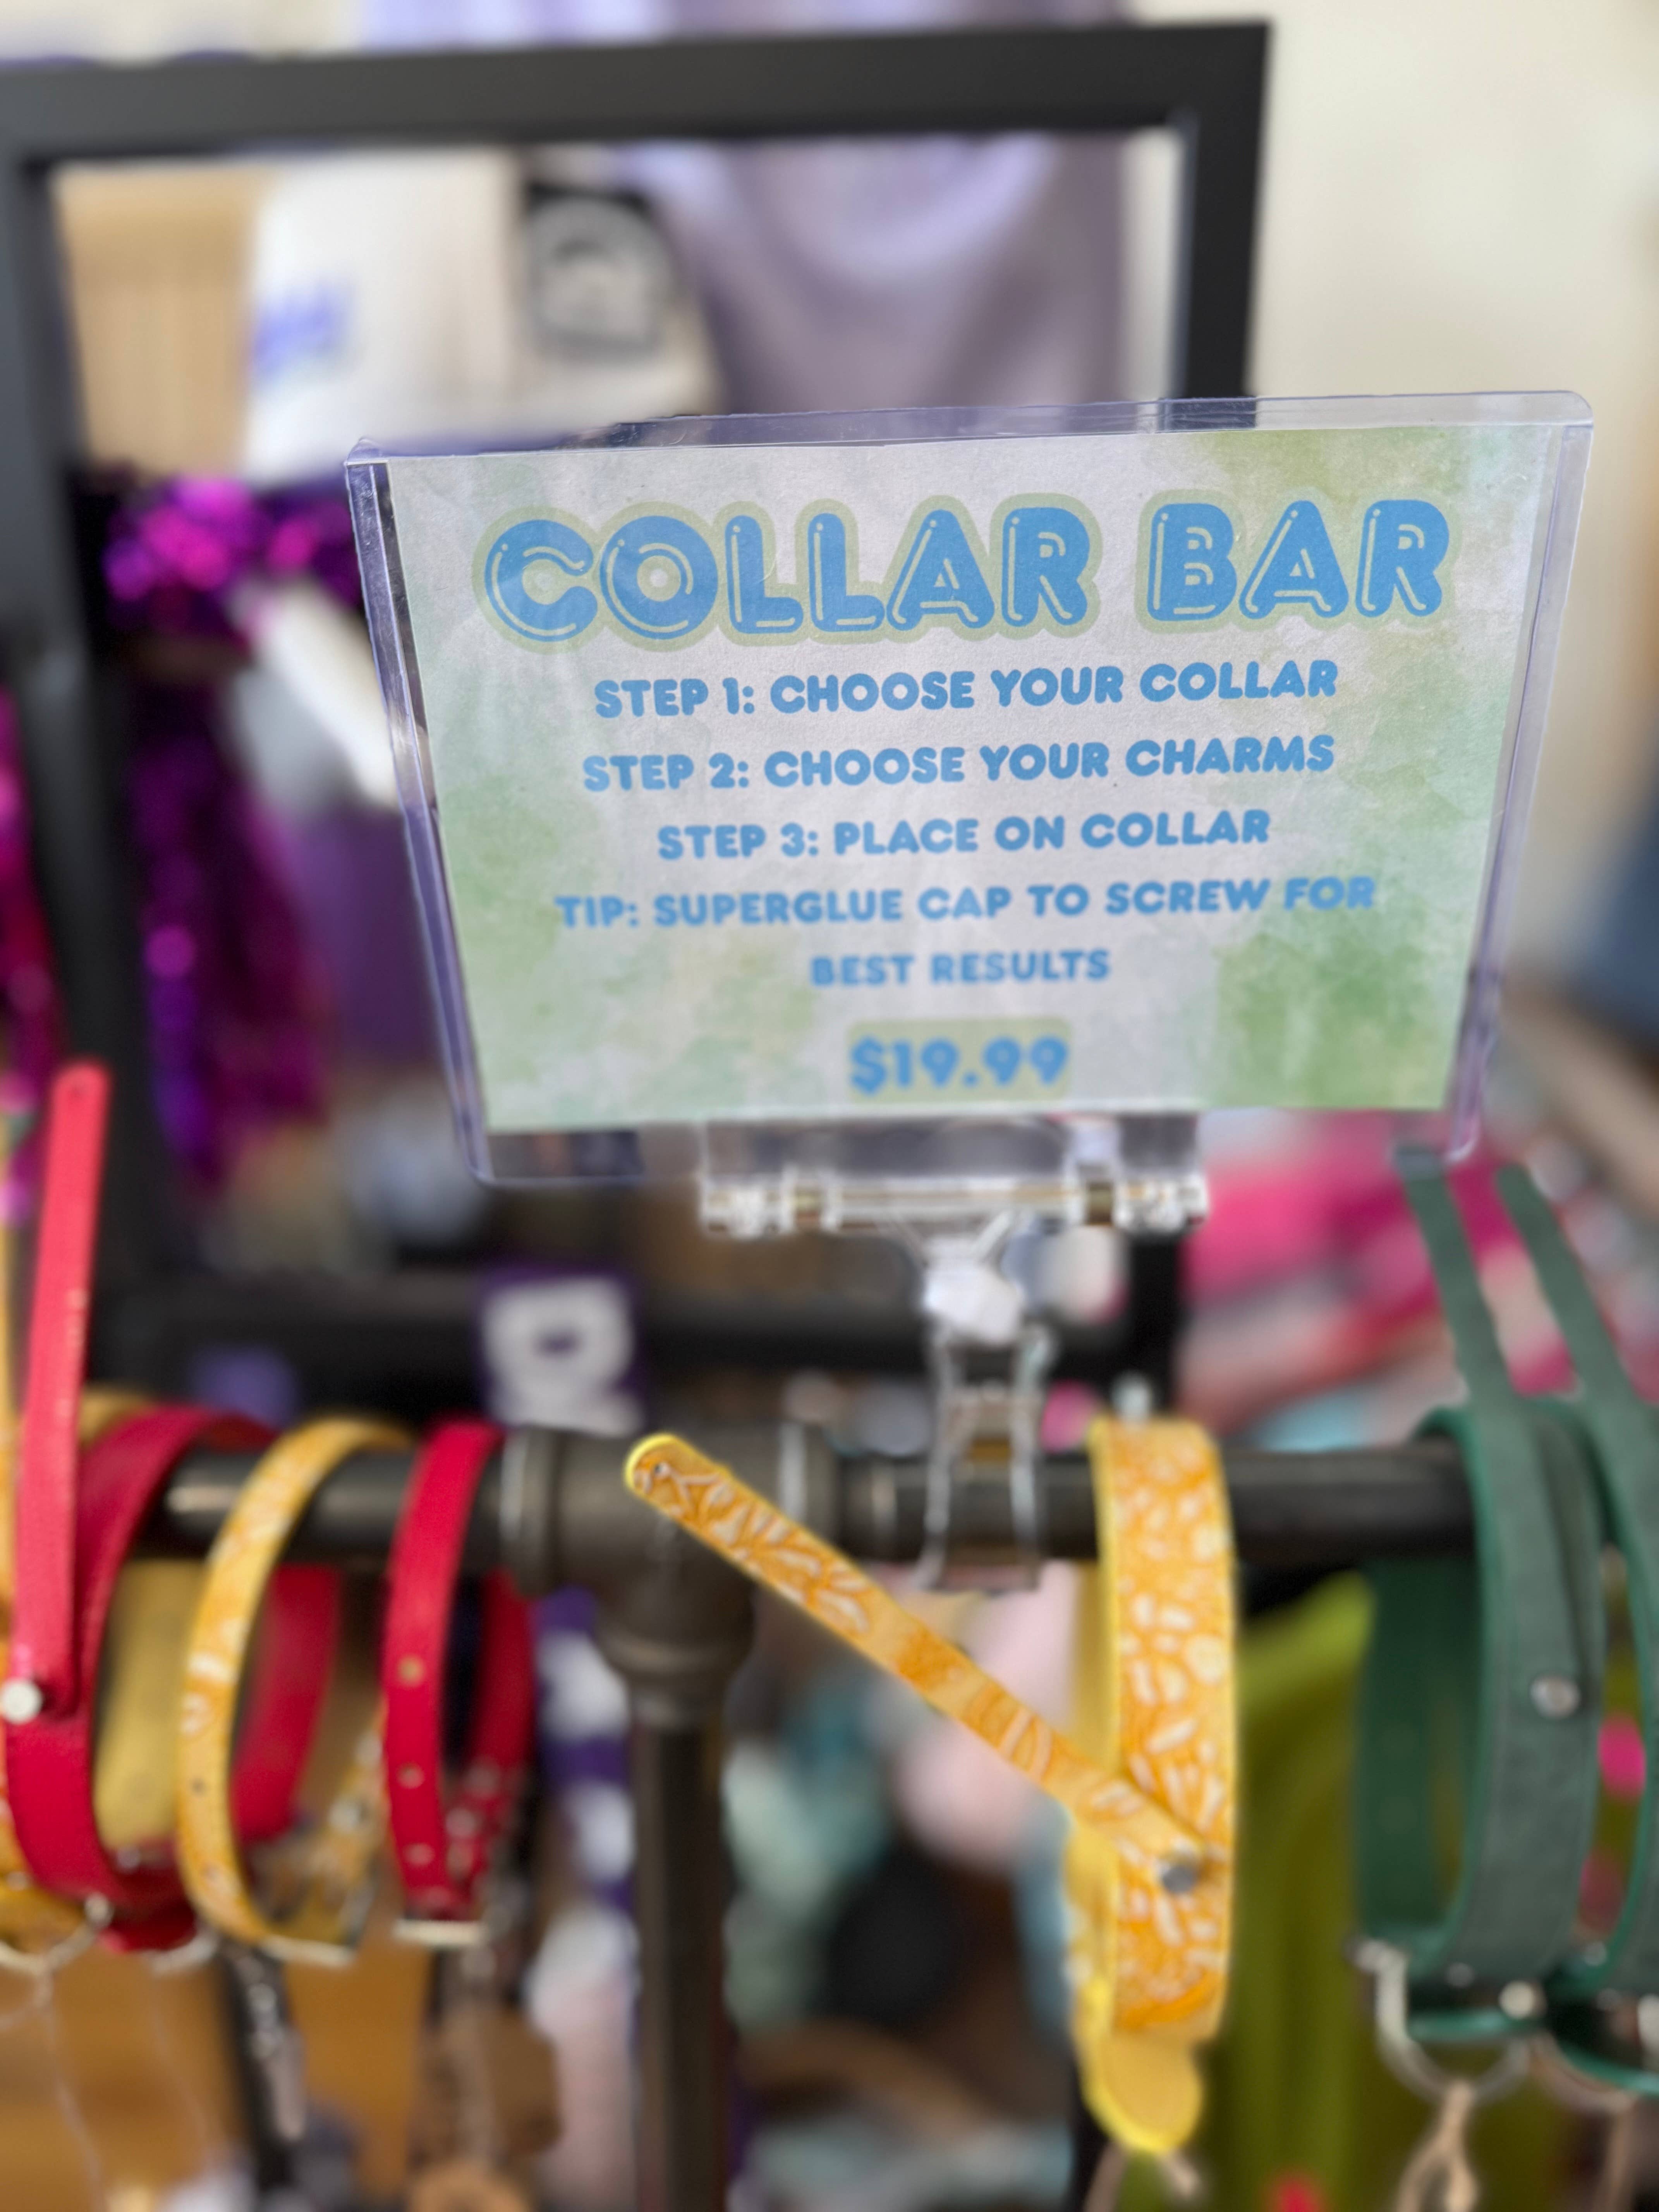 COLLAR BAR
STEP 1: CHOOSE YOUR COLLAR
STEP 2: CHOOSE YOUR CHARMS
STEP 3: PLACE ON COLLAR
TIP: SUPERGLUE CAP TO SCREW FOR
BEST RESULTS
$19.99